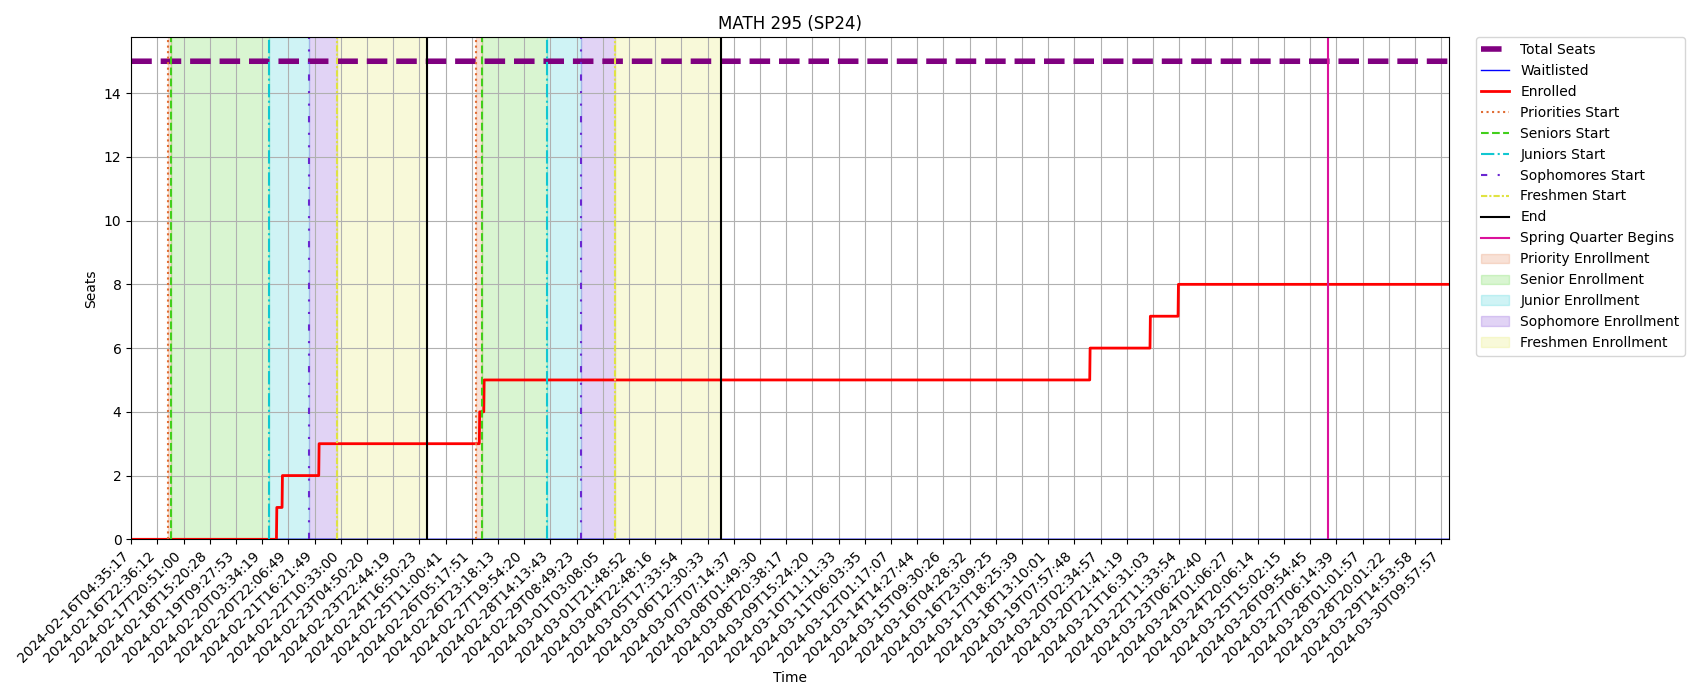 MATH 295 (SP24)
Seats
14
12
10
8
6
4
2
0
2024-02-16T04:35:17
2024-02-16T22:36:12
2024-02-17T20:51:00
2024-02-18T15:20:28
2024-02-19T09:27:53
2024-02-20T03:34:19
2024-02-20T22:06:49
2024-02-21T16:21:49
2024-02-22T10:33:00
2024-02-23T04:50:20
2024-02-23T22:44:19
2024-02-24T16:50:23
2024-02-25T11:00:41
2024-02-26T05:17:51
2024-02-26T23:18:13
2024-02-27T19:54:20
2024-02-28T14:13:43
2024-02-29T08:49:23
2024-03-01T03:08:05
2024-03-01T21:48:52
2024-03-04T22:48:16
2024-03-05T17:33:54
2024-03-06T12:30:33
2024-03-07T07:14:37
2024-03-08T01:49:30
2024-03-08T20:38:17
2024-03-09T15:24:20
2024-03-10T11:11:33
2024-03-11T06:03:35
2024-03-12T01:17:07
2024-03-14T14:27:44
2024-03-15T09:30:26
2024-03-16T04:28:32
2024-03-16T23:09:25
2024-03-17T18:25:39
2024-03-18T13:10:01
2024-03-19T07:57:48
2024-03-20T02:34:57
2024-03-20T21:41:19
2024-03-21T16:31:03
2024-03-22T11:33:54
2024-03-23T06:22:40
2024-03-24T01:06:27
2024-03-24T20:06:14
2024-03-25T15:02:15
2024-03-26T09:54:45
2024-03-27T06:14:39
2024-03-28T01:01:57
2024-03-28T20:01:22
2024-03-29T14:53:58
2024-03-30T09:57:57
Time
Total Seats
Waitlisted
Enrolled
Priorities Start
Seniors Start
Juniors Start
Sophomores Start
Freshmen Start
End
Spring Quarter Begins
Priority Enrollment
Senior Enrollment
Junior Enrollment
Sophomore Enrollment
Freshmen Enrollment